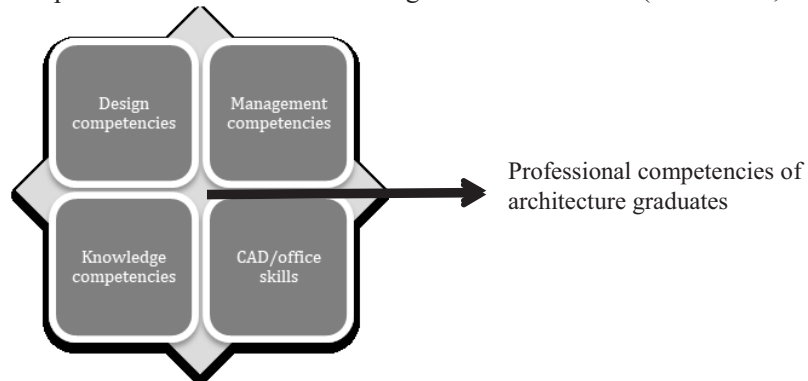 Design
competencies
Management
competencies
Knowledge
competencies
CAD/office
skills
Professional competencies of
architecture graduates